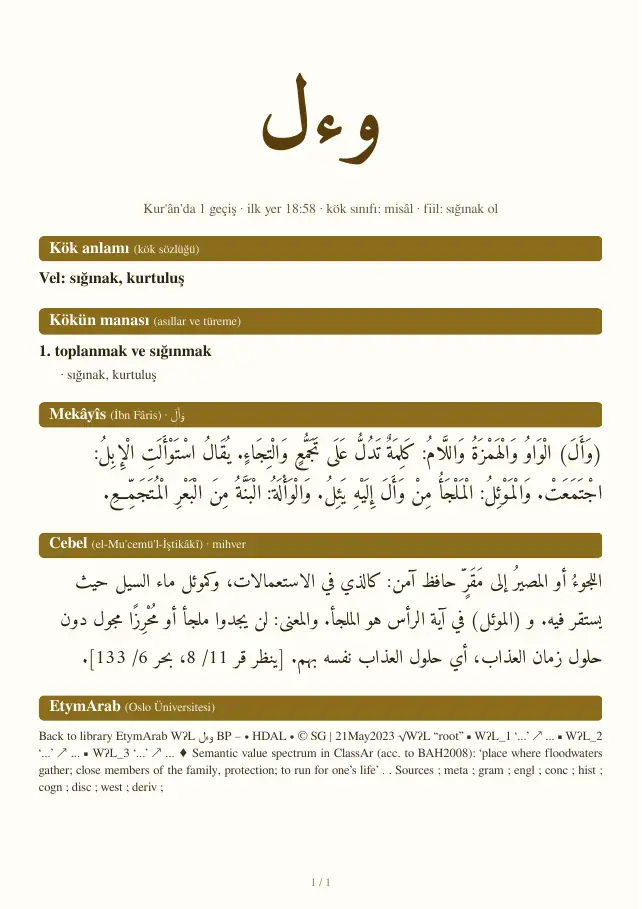 وءل
Kur'ân'da 1 geçiş · ilk yer 18:58 · kök sınıfı: misâl · fiil: sığınak ol
Kök anlamı (kök sözlüğü)
Vel: sığınak, kurtuluş
Kökün manası (asıllar ve türeme)
1. toplanmak ve sığınmak
· sığınak, kurtuluş
Mekâyîs (İbn Fâris) · وَأَلَ
(وَأَلَ) الْوَاوُ وَالْهَمْزَةُ وَاللَّامُ: كَلِمَةٌ تَدُلُّ عَلَى تَجَمُّعٍ وَالْتِجَاءٍ. يُقَالُ اسْتَوْأَلَتِ الْإِبِلُ:
اجْتَمَعَتْ. وَالْمَوْئِلُ: الْمَلْجَأُ مِنْ وَأَلَ إِلَيْهِ يَئِلُ. وَالْوَأْلَةُ: الْبَنَّةُ مِنَ الْبَعْرِ الْمُتَجَمِّعِ.
Cebel (el-Mu'cemü'l-İştikâkî) · mihver
اللجوءُ أو المصيرُ إلى مَقَرٍّ حافظ آمن: كالذي في الاستعمالات، وكموئل ماء السيل حيث
يستقر فيه. و (الموئل) في آية الرأس هو الملجأ. والمعنى: لن يجدوا ملجأ أو مُحْرِزًا مجول دون
حلول زمان العذاب، أي حلول العذاب نفسه بهم. [ينظر قر 11/ 8، بحر 6/ 133].
EtymArab (Oslo Üniversitesi)
Back to library EtymArab WʔL وءل BP – • HDAL • © SG | 21May2023 √WʔL “root” ▪ WʔL_1 ‘...’ ↗ ... ▪ WʔL_2
‘...’ ↗ ... ▪ WʔL_3 ‘...’ ↗ ... ♦ Semantic value spectrum in ClassAr (acc. to BAH2008): ‘place where floodwaters
gather; close members of the family, protection; to run for one’s life’ . . Sources ; meta ; gram ; engl ; conc ; hist ;
cogn ; disc ; west ; deriv ;
1 / 1